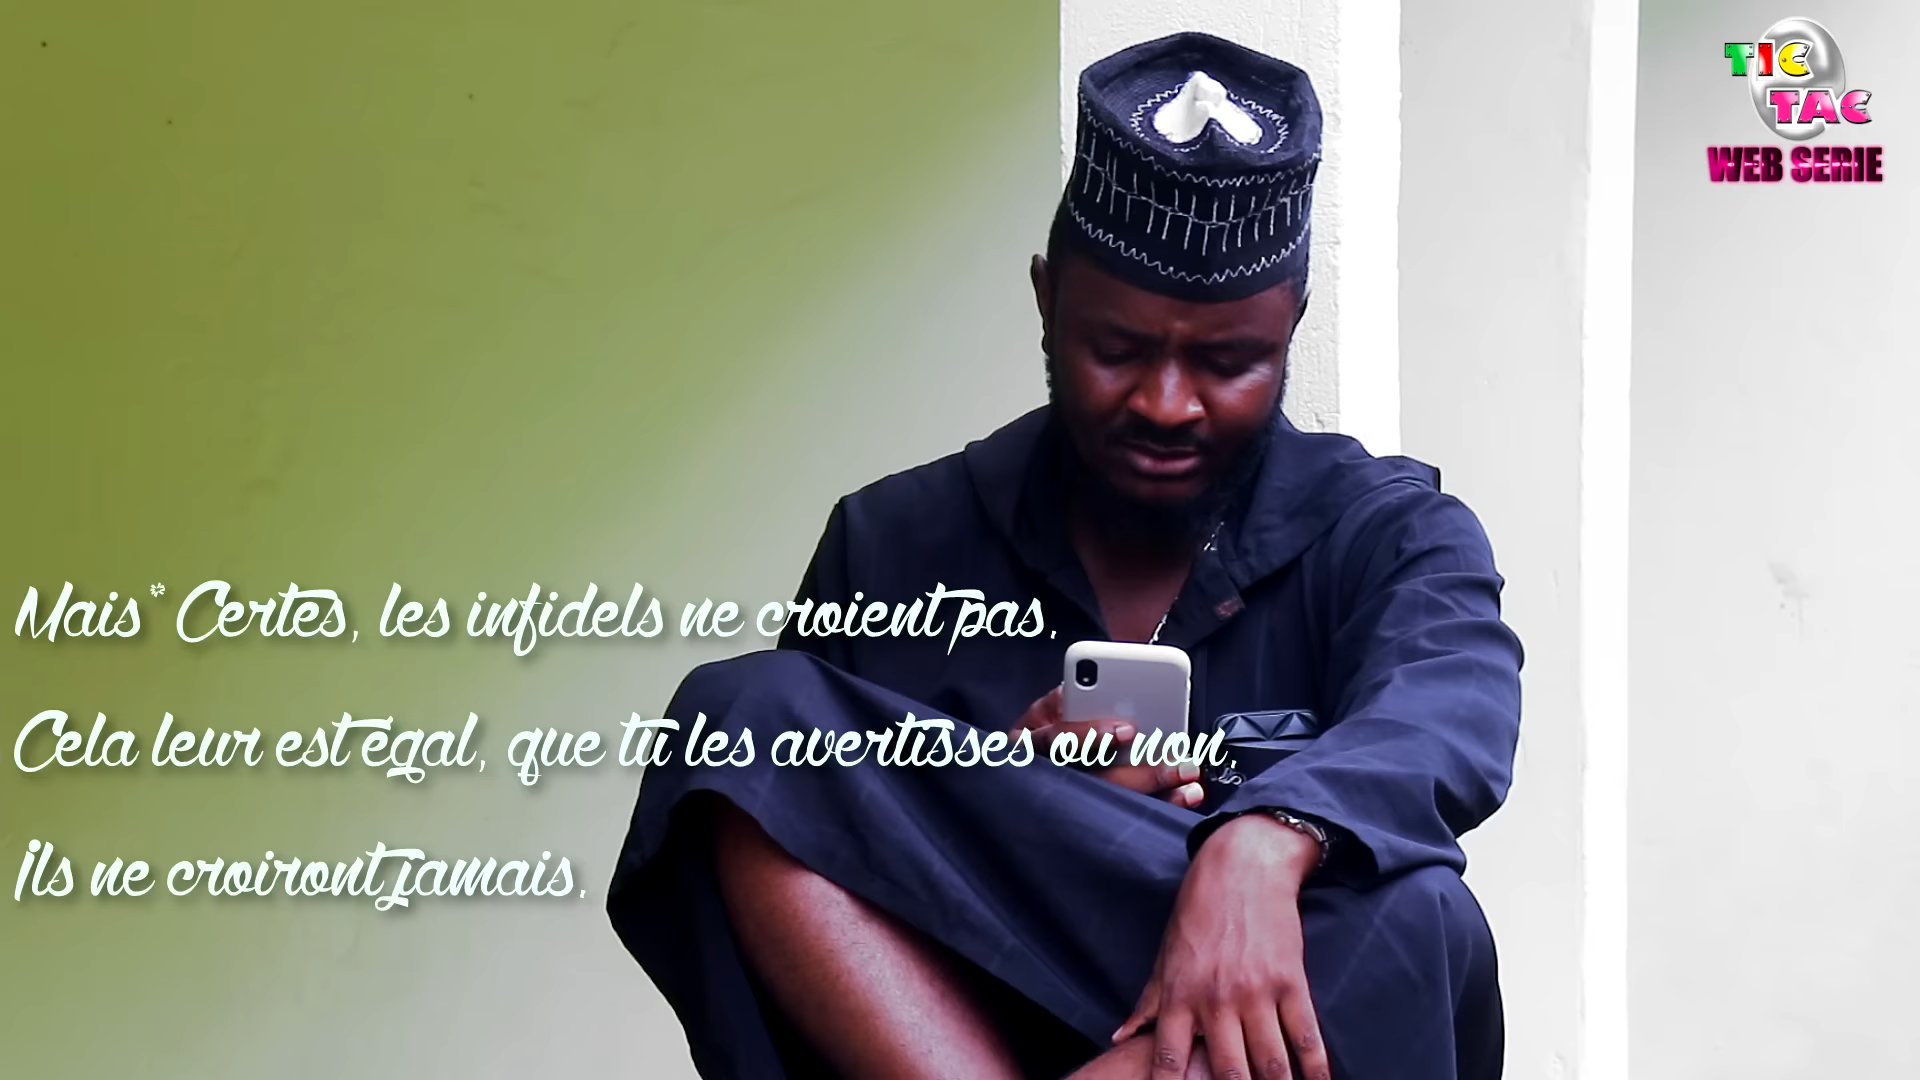 TIC
TAC
WEB SERIE
Mais* Certes, les infidels ne croient pas.
Cela leur est égal, que tu les avertisses ou non.
Ils ne croiront jamais.